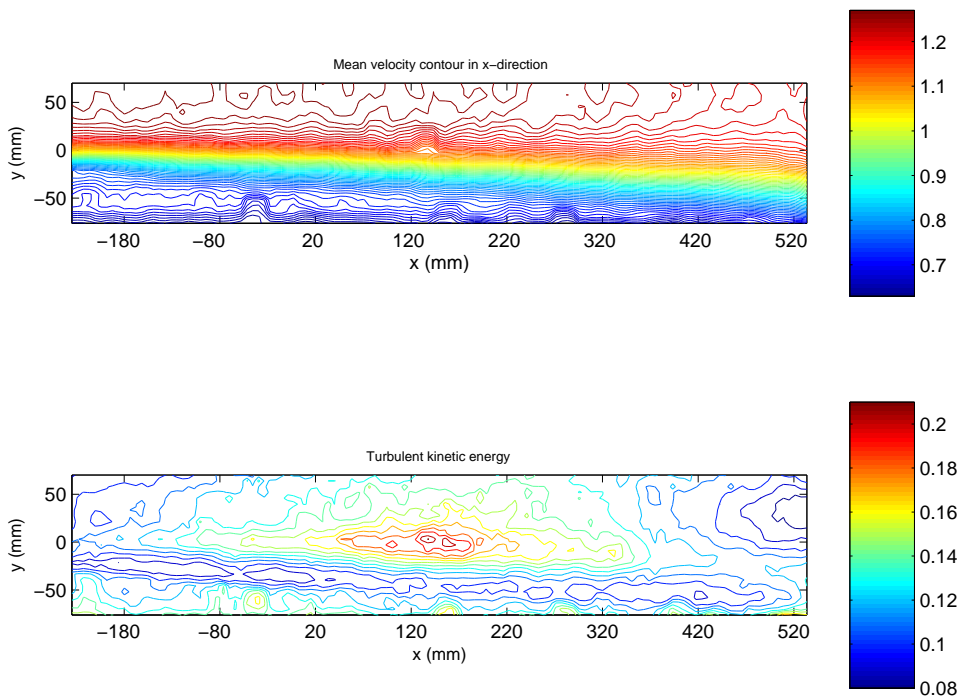 Mean velocity contour in x−direction
y (mm)
50
0
−50
−180 −80 20 120 220 320 420 520
x (mm)
1.2
1.1
1
0.9
0.8
0.7
Turbulent kinetic energy
y (mm)
50
0
−50
−180 −80 20 120 220 320 420 520
x (mm)
0.2
0.18
0.16
0.14
0.12
0.1
0.08